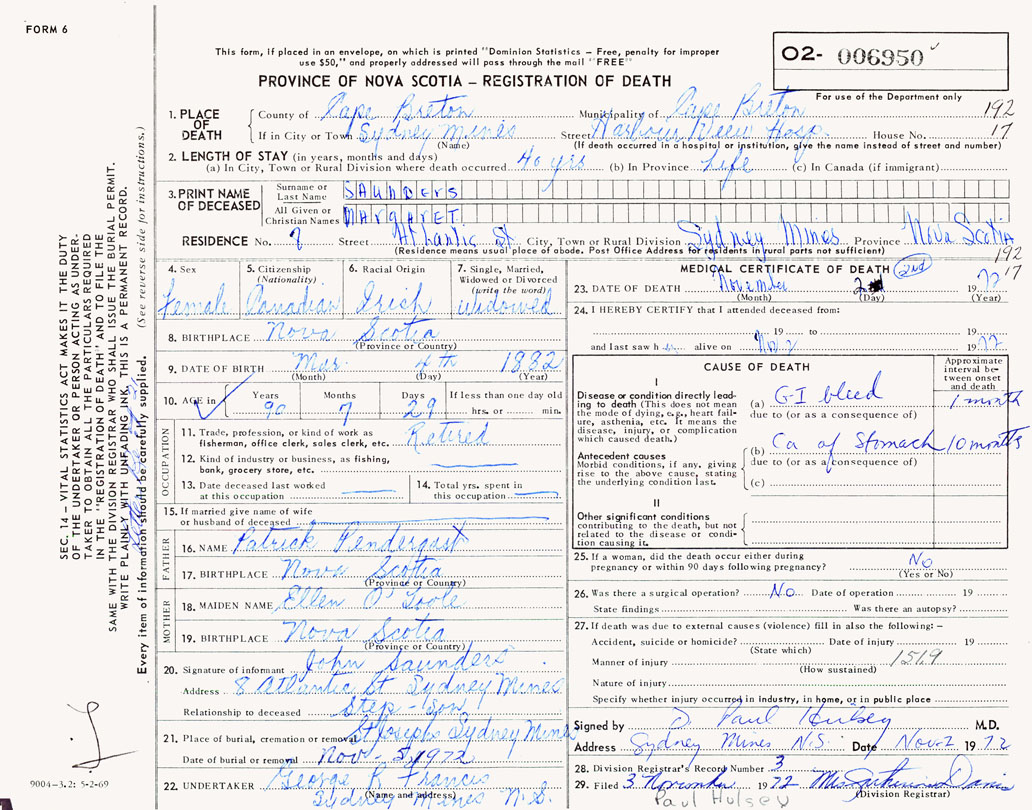 FORM 6
This form, if placed in an envelope, on which is printed "Dominion Statistics – Free, penalty for improper
use $50," and properly addressed will pass through the mail "FREE"
PROVINCE OF NOVA SCOTIA – REGISTRATION OF DEATH
02- 006950
For use of the Department only
1. PLACE OF DEATH
County of Cape Breton Municipality of Cape Breton 192
If in City or Town Sydney Mines Street Harbour View Hosp. House No. 17
(Name) (If death occurred in a hospital or institution, give the name instead of street and number)
2. LENGTH OF STAY (in years, months and days)
(a) In City, Town or Rural Division where death occurred 40 yrs (b) In Province Life (c) In Canada (if immigrant)
3. PRINT NAME OF DECEASED
Surname or Last Name SAUNDERS
All Given or Christian Names MARGARET
RESIDENCE No. 8 Street Atlantic St City, Town or Rural Division Sydney Mines Province Nova Scotia
(Residence means usual place of abode. Post Office Address for residents in rural parts not sufficient)
192
17
4. Sex Female
5. Citizenship (Nationality) Canadian
6. Racial Origin Irish
7. Single, Married, Widowed or Divorced (write the word) Widowed
8. BIRTHPLACE Nova Scotia
(Province or Country)
9. DATE OF BIRTH Mar. 4th 1882
(Month) (Day) (Year)
10. AGE in Years 90 Months 7 Days 29 If less than one day old hrs. or min.
OCCUPATION
11. Trade, profession, or kind of work as fisherman, office clerk, sales clerk, etc. Retired
12. Kind of industry or business, as fishing, bank, grocery store, etc.
13. Date deceased last worked at this occupation
14. Total yrs. spent in this occupation
15. If married give name of wife or husband of deceased
FATHER
16. NAME Patrick Pendergast
17. BIRTHPLACE Nova Scotia
(Province or Country)
MOTHER
18. MAIDEN NAME Ellen O'Toole
19. BIRTHPLACE Nova Scotia
(Province or Country)
20. Signature of informant John Saunders
Address 8 Atlantic St Sydney Mines
Relationship to deceased Step-Son
21. Place of burial, cremation or removal St Josephs Sydney Mines
Date of burial or removal Nov- 5, 1972
22. UNDERTAKER George R Francis
(Name and address) Sydney Mines N.S.
MEDICAL CERTIFICATE OF DEATH 2nd
23. DATE OF DEATH November 2 1972
(Month) (Day) (Year)
24. I HEREBY CERTIFY that I attended deceased from:
19 to 19
and last saw h alive on Nov 2 1972
CAUSE OF DEATH
Approximate interval between onset and death
I
Disease or condition directly leading to death (This does not mean the mode of dying, e.g., heart failure, asthenia, etc. It means the disease, injury, or complication which caused death.)
(a) G-I bleed 1 month
due to (or as a consequence of)
Antecedent causes
Morbid conditions, if any, giving rise to the above cause, stating the underlying condition last.
(b) Ca of Stomach 10 months
due to (or as a consequence of)
(c)
II
Other significant conditions
contributing to the death, but not related to the disease or condition causing it.
25. If a woman, did the death occur either during pregnancy or within 90 days following pregnancy? No
(Yes or No)
26. Was there a surgical operation? No. Date of operation 19
State findings Was there an autopsy?
27. If death was due to external causes (violence) fill in also the following: –
Accident, suicide or homicide? Date of injury 19
(State which)
Manner of injury 151.9
(How sustained)
Nature of injury
Specify whether injury occurred in industry, in home, or in public place
Signed by D. Paul Hulsey M.D.
Address Sydney Mines N.S. Date Nov-2 1972
28. Division Registrar's Record Number 3
29. Filed 3 November 1972 Mrs Davis
Paul Hulsey (Division Registrar)
SEC. 14 – VITAL STATISTICS ACT MAKES IT THE DUTY
OF THE UNDERTAKER OR PERSON ACTING AS UNDER-
TAKER TO OBTAIN ALL THE PARTICULARS REQUIRED
IN THE "REGISTRATION OF DEATH" AND TO FILE THE
SAME WITH THE DIVISION REGISTRAR WHO SHALL ISSUE THE BURIAL PERMIT.
WRITE PLAINLY WITH UNFADING INK. THIS IS A PERMANENT RECORD.
Every item of information should be carefully supplied. (See reverse side for instructions.)
9004-3.2: 5-2-69